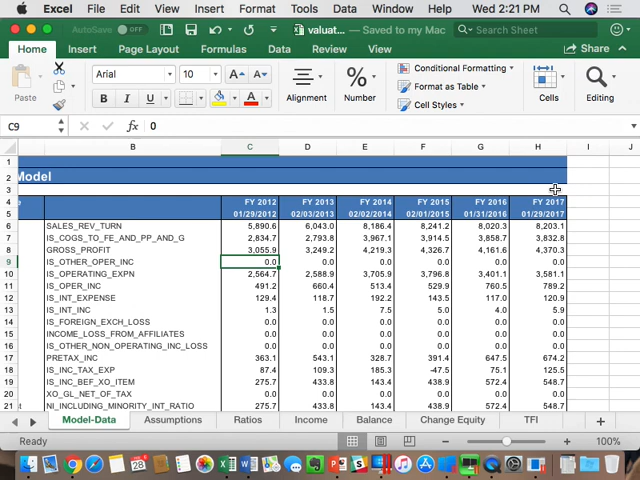 Excel File Edit View Insert Format Tools Data Window Help Wed 2:21 PM
AutoSave OFF valuat... — Saved to my Mac Search Sheet
Home Insert Page Layout Formulas Data Review View Share
Paste Arial 10 A A Alignment % Number Conditional Formatting Cells Editing
Format as Table
B I U A Cell Styles
C9 fx 0
B C D E F G H I J
1
2 Model
3
4 FY 2012 FY 2013 FY 2014 FY 2015 FY 2016 FY 2017
5 01/29/2012 02/03/2013 02/02/2014 02/01/2015 01/31/2016 01/29/2017
6 SALES_REV_TURN 5,890.6 6,043.0 8,186.4 8,241.2 8,020.3 8,203.1
7 IS_COGS_TO_FE_AND_PP_AND_G 2,834.7 2,793.8 3,967.1 3,914.5 3,858.7 3,832.8
8 GROSS_PROFIT 3,055.9 3,249.2 4,219.3 4,326.7 4,161.6 4,370.3
9 IS_OTHER_OPER_INC 0.0 0.0 0.0 0.0 0.0 0.0
10 IS_OPERATING_EXPN 2,564.7 2,588.9 3,705.9 3,796.8 3,401.1 3,581.1
11 IS_OPER_INC 491.2 660.4 513.4 529.9 760.5 789.2
12 IS_INT_EXPENSE 129.4 118.7 192.2 143.5 117.0 120.9
13 IS_INT_INC 1.3 1.5 7.5 5.0 4.0 5.9
14 IS_FOREIGN_EXCH_LOSS 0.0 0.0 0.0 0.0 0.0 0.0
15 INCOME_LOSS_FROM_AFFILIATES 0.0 0.0 0.0 0.0 0.0 0.0
16 IS_OTHER_NON_OPERATING_INC_LOSS 0.0 0.0 0.0 0.0 0.0 0.0
17 PRETAX_INC 363.1 543.1 328.7 391.4 647.5 674.2
18 IS_INC_TAX_EXP 87.4 109.3 185.3 -47.5 75.1 125.5
19 IS_INC_BEF_XO_ITEM 275.7 433.8 143.4 438.9 572.4 548.7
20 XO_GL_NET_OF_TAX 0.0 0.0 0.0 0.0 0.0 0.0
21 NI_INCLUDING_MINORITY_INT_RATIO 275.7 433.8 143.4 438.9 572.4 548.7
Model-Data Assumptions Ratios Income Balance Change Equity TFI
Ready 100%